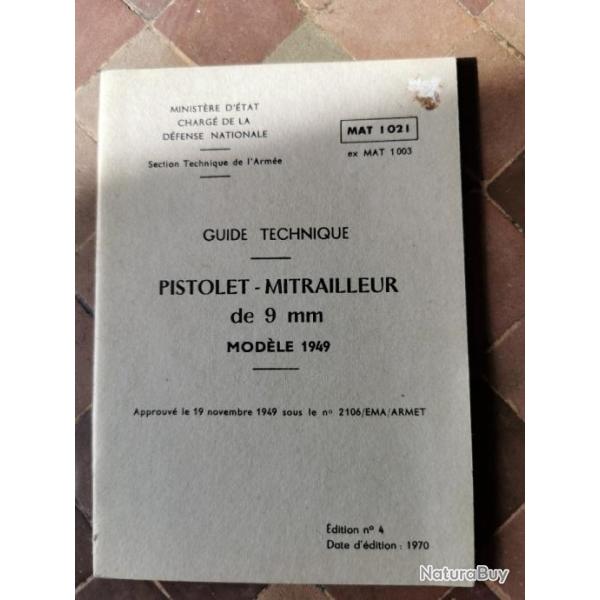 MINISTÈRE D'ÉTAT
CHARGÉ DE LA
DÉFENSE NATIONALE
Section Technique de l'Armée
MAT 1021
ex MAT 1003
GUIDE TECHNIQUE
PISTOLET - MITRAILLEUR
de 9 mm
MODÈLE 1949
Approuvé le 19 novembre 1949 sous le nº 2106/EMA/ARMET
Édition nº 4
Date d'édition : 1970
NaturaBuy